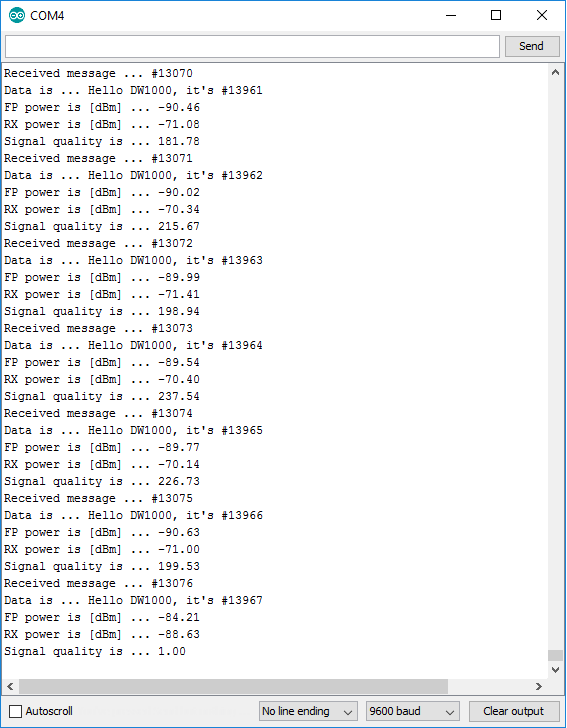 COM4
Send
Received message ... #13070
Data is ... Hello DW1000, it's #13961
FP power is [dBm] ... -90.46
RX power is [dBm] ... -71.08
Signal quality is ... 181.78
Received message ... #13071
Data is ... Hello DW1000, it's #13962
FP power is [dBm] ... -90.02
RX power is [dBm] ... -70.34
Signal quality is ... 215.67
Received message ... #13072
Data is ... Hello DW1000, it's #13963
FP power is [dBm] ... -89.99
RX power is [dBm] ... -71.41
Signal quality is ... 198.94
Received message ... #13073
Data is ... Hello DW1000, it's #13964
FP power is [dBm] ... -89.54
RX power is [dBm] ... -70.40
Signal quality is ... 237.54
Received message ... #13074
Data is ... Hello DW1000, it's #13965
FP power is [dBm] ... -89.77
RX power is [dBm] ... -70.14
Signal quality is ... 226.73
Received message ... #13075
Data is ... Hello DW1000, it's #13966
FP power is [dBm] ... -90.63
RX power is [dBm] ... -71.00
Signal quality is ... 199.53
Received message ... #13076
Data is ... Hello DW1000, it's #13967
FP power is [dBm] ... -84.21
RX power is [dBm] ... -88.63
Signal quality is ... 1.00
Autoscroll No line ending 9600 baud Clear output